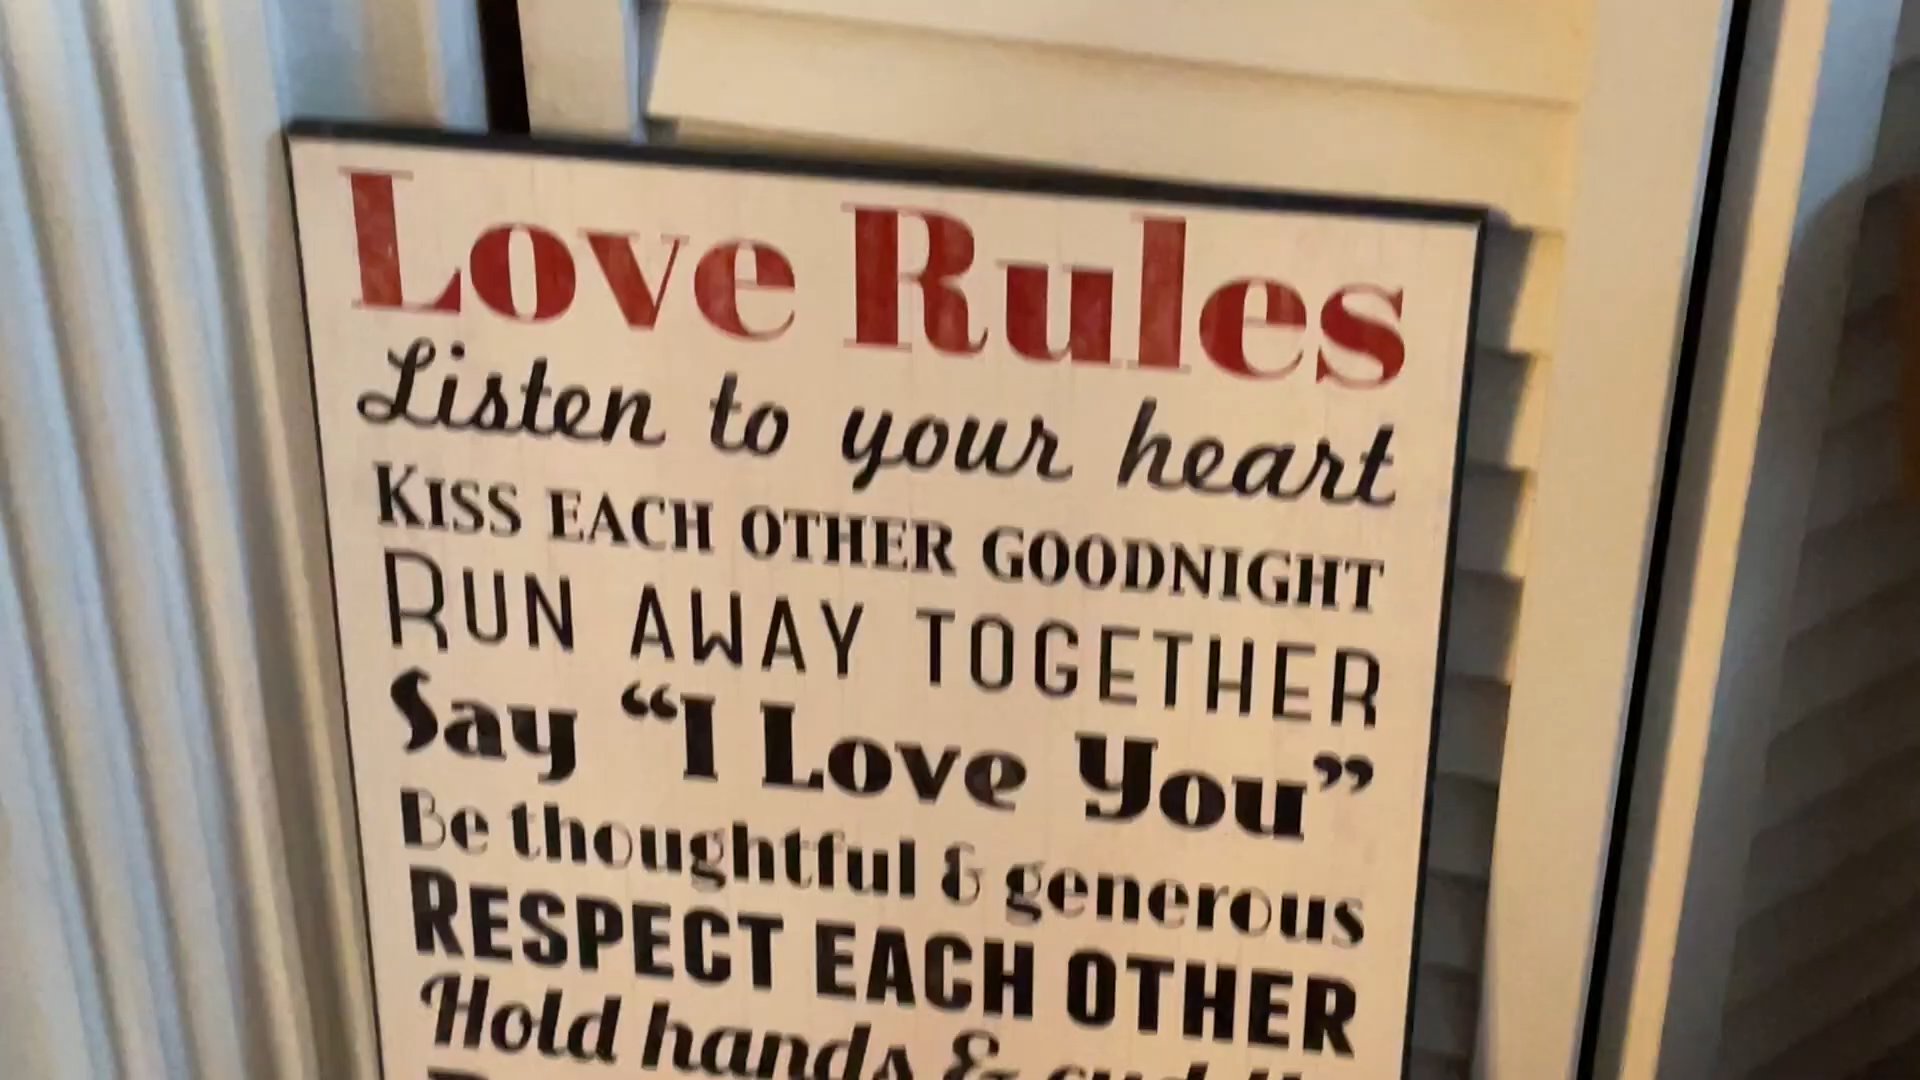 Love Rules
Listen to your heart
KISS EACH OTHER GOODNIGHT
RUN AWAY TOGETHER
Say “I Love You”
Be thoughtful & generous
RESPECT EACH OTHER
Hold hands &